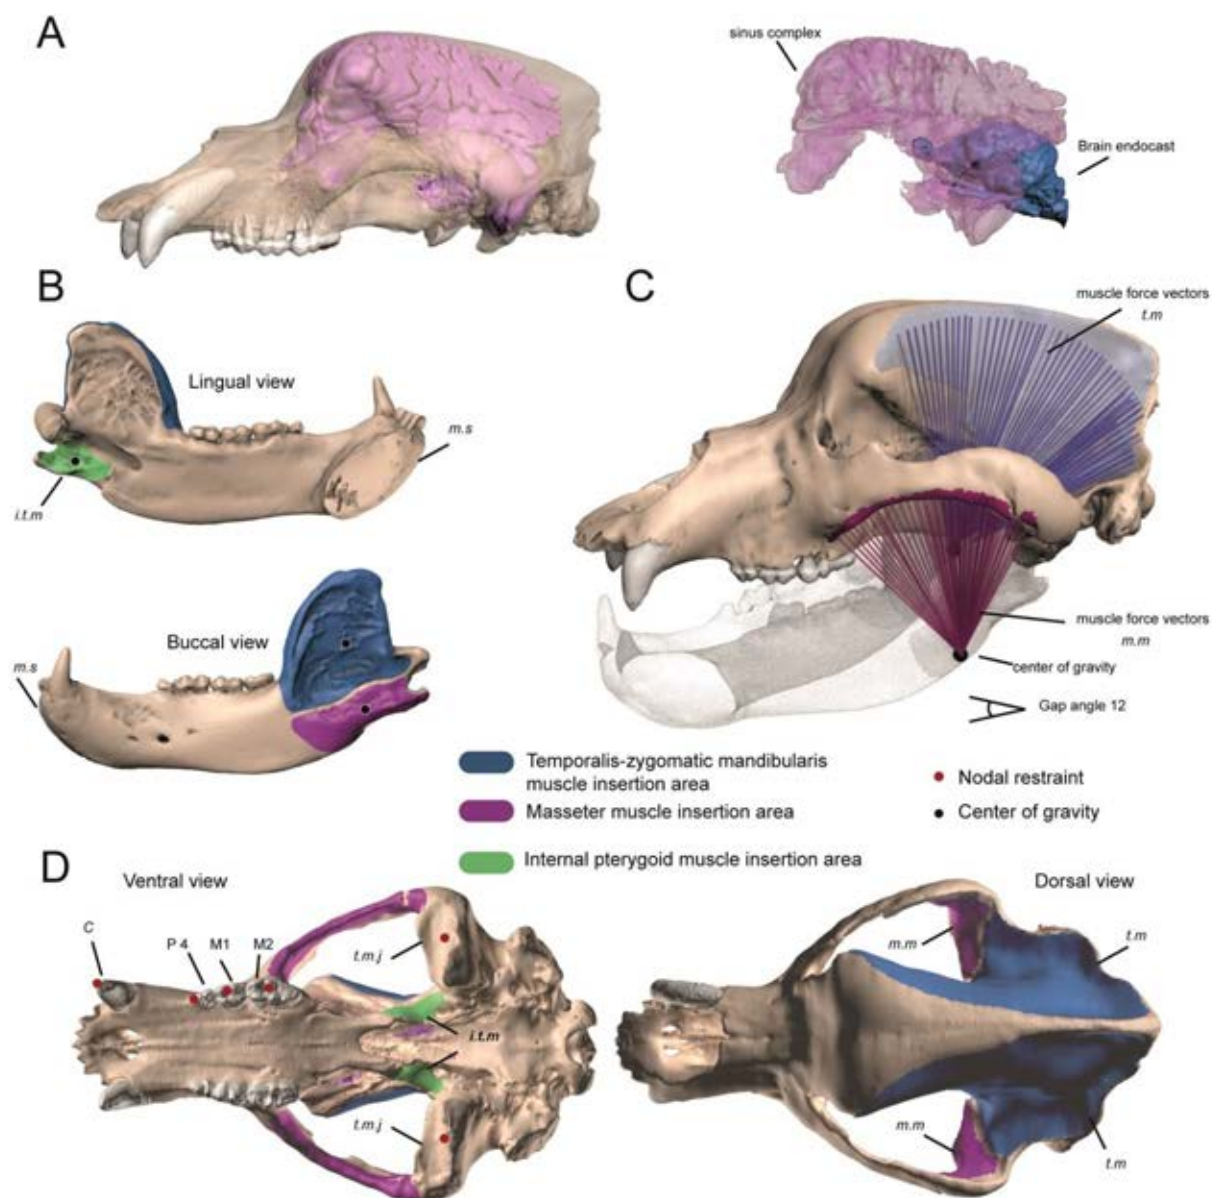 A
sinus complex
Brain endocast
B
Lingual view
m.s
i.t.m
Buccal view
m.s
C
muscle force vectors
t.m
muscle force vectors
m.m
center of gravity
Gap angle 12
Temporalis-zygomatic mandibularis
muscle insertion area
Masseter muscle insertion area
Internal pterygoid muscle insertion area
Nodal restraint
Center of gravity
D
Ventral view
C
P 4
M1
M2
t.m.j
i.t.m
t.m.j
Dorsal view
m.m
t.m
m.m
t.m